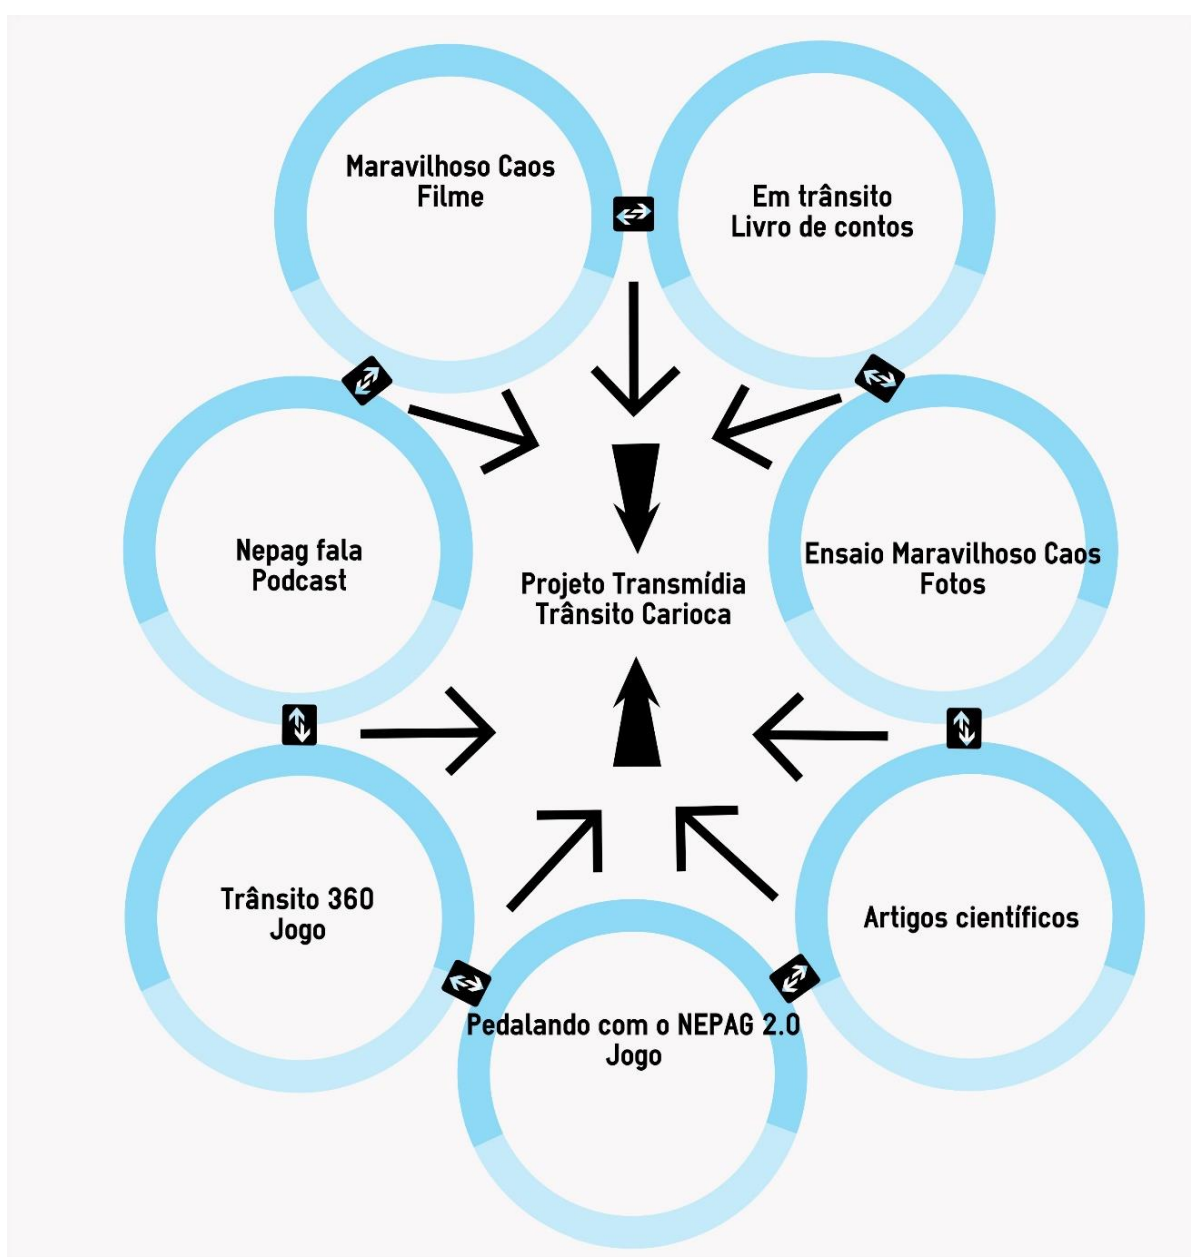 Maravilhoso Caos
Filme
Em trânsito
Livro de contos
Nepag fala
Podcast
Ensaio Maravilhoso Caos
Fotos
Projeto Transmídia
Trânsito Carioca
Trânsito 360
Jogo
Artigos científicos
Pedalando com o NEPAG 2.0
Jogo